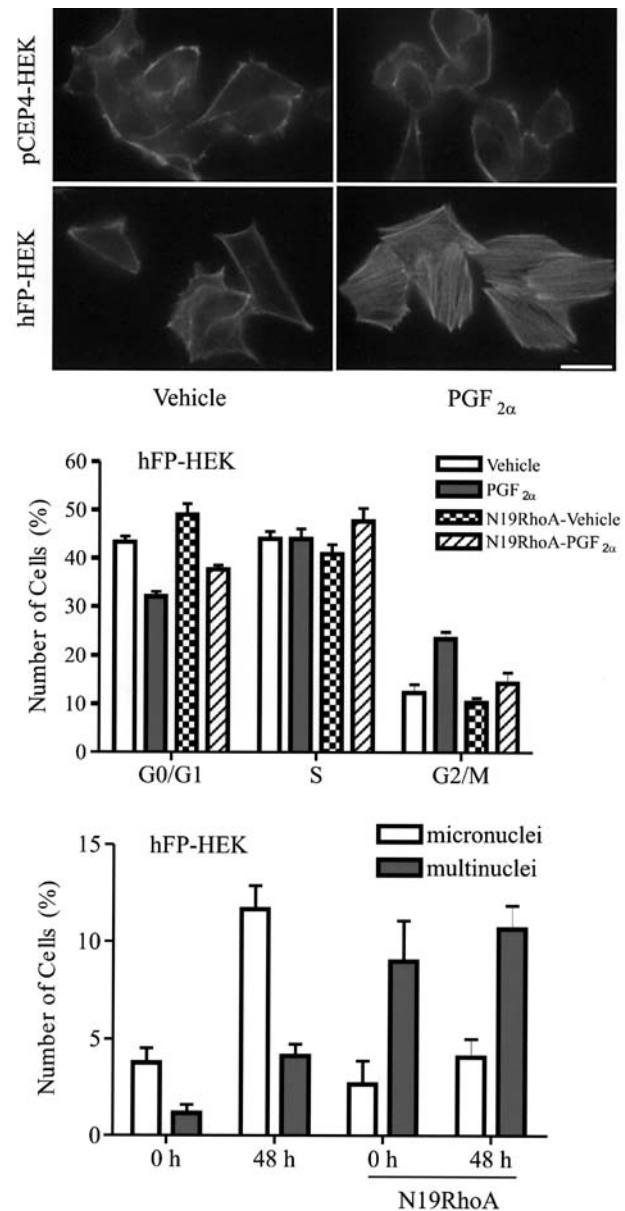 pCEP4-HEK
hFP-HEK
Vehicle
PGF2α
hFP-HEK
Vehicle
PGF2α
N19RhoA-Vehicle
N19RhoA-PGF2α
Number of Cells (%)
60
50
40
30
20
10
0
G0/G1
S
G2/M
hFP-HEK
micronuclei
multinuclei
Number of Cells (%)
15
10
5
0
0 h
48 h
0 h
48 h
N19RhoA